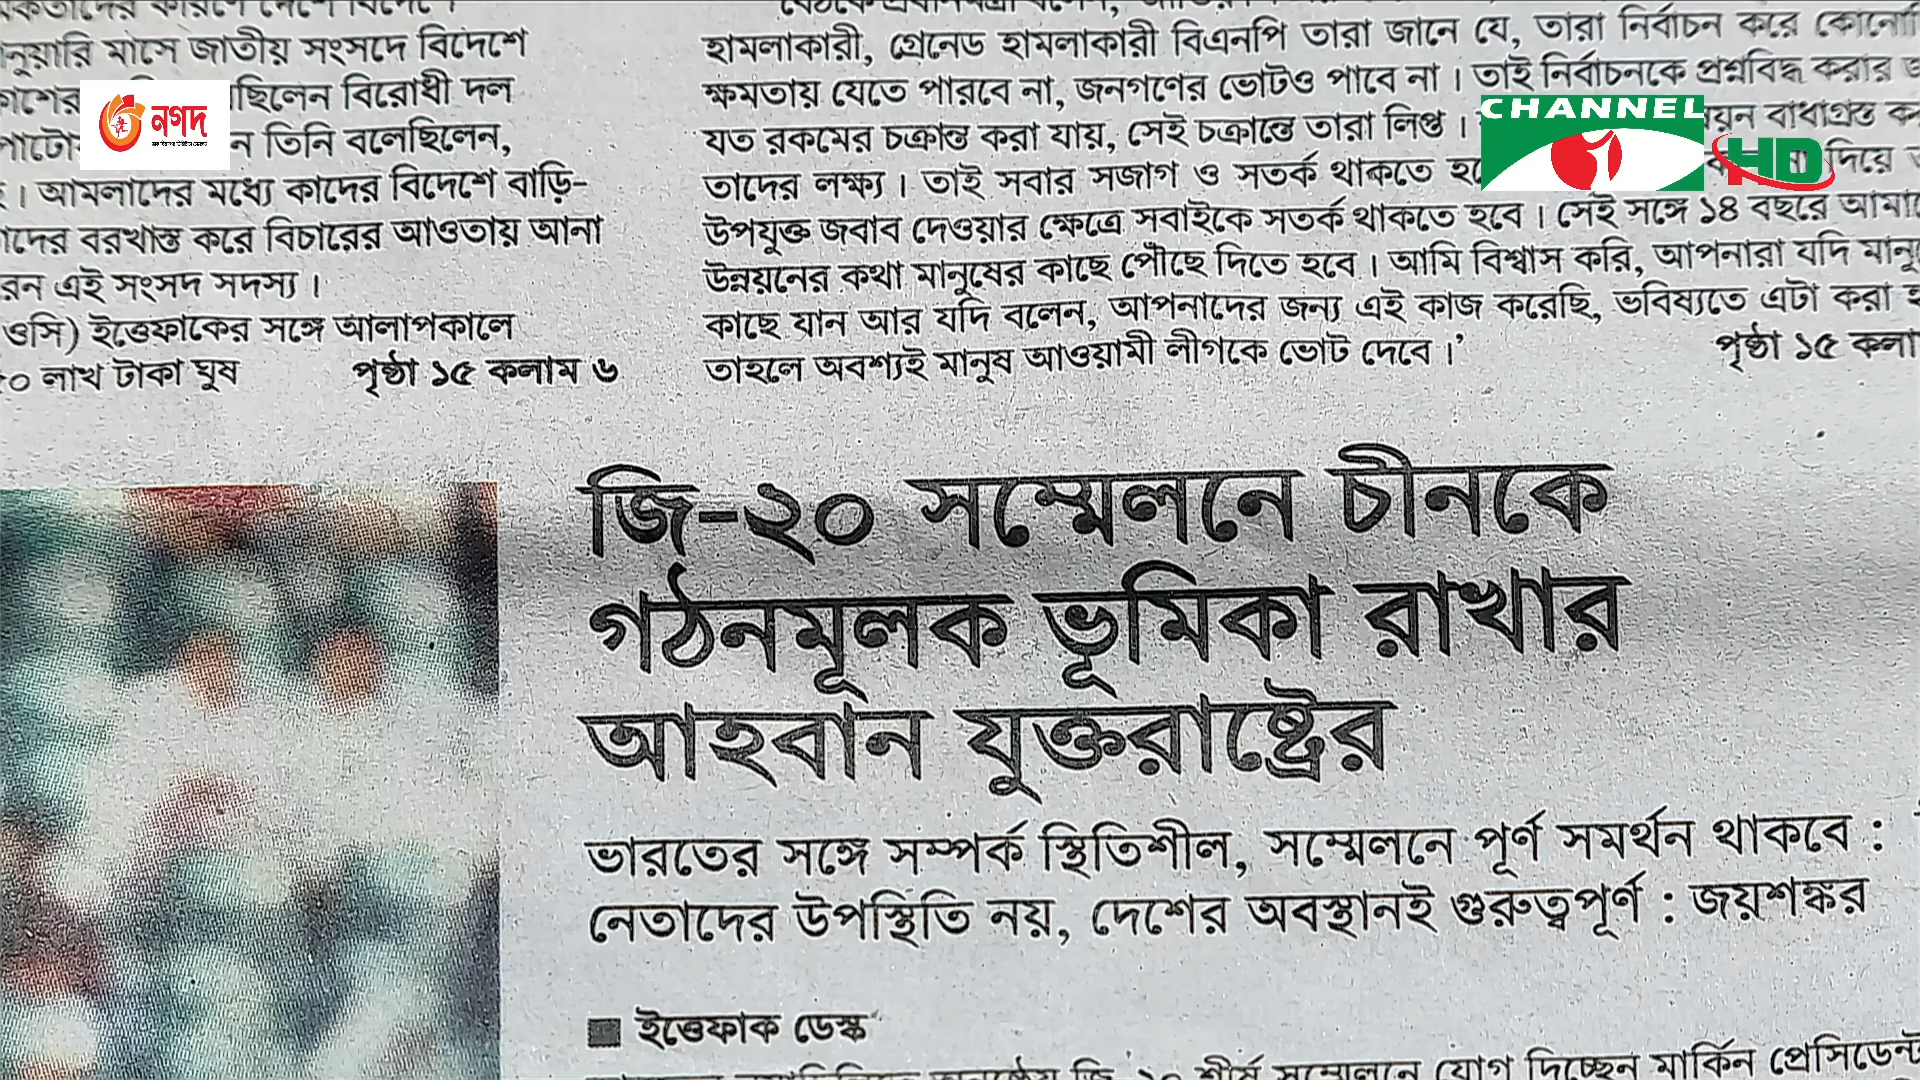 নুয়ারি মাসে জাতীয় সংসদে বিদেশে
ছিলেন বিরোধী দল
ন তিনি বলেছিলেন,
। আমলাদের মধ্যে কাদের বিদেশে বাড়ি-
দের বরখাস্ত করে বিচারের আওতায় আনা
রন এই সংসদ সদস্য।
ওসি) ইত্তেফাকের সঙ্গে আলাপকালে
০ লাখ টাকা ঘুষ পৃষ্ঠা ১৫ কলাম ৬
হামলাকারী, গ্রেনেড হামলাকারী বিএনপি তারা জানে যে, তারা নির্বাচন করে কোনো
ক্ষমতায় যেতে পারবে না, জনগণের ভোটও পাবে না। তাই নির্বাচনকে প্রশ্নবিদ্ধ করার
যত রকমের চক্রান্ত করা যায়, সেই চক্রান্তে তারা লিপ্ত। য়ন বাধাগ্রস্ত
তাদের লক্ষ্য। তাই সবার সজাগ ও সতর্ক থাকতে দিয়ে
উপযুক্ত জবাব দেওয়ার ক্ষেত্রে সবাইকে সতর্ক থাকতে হবে। সেই সঙ্গে ১৪ বছরে
উন্নয়নের কথা মানুষের কাছে পৌঁছে দিতে হবে। আমি বিশ্বাস করি, আপনারা যদি
কাছে যান আর যদি বলেন, আপনাদের জন্য এই কাজ করেছি, ভবিষ্যতে এটা করা
তাহলে অবশ্যই মানুষ আওয়ামী লীগকে ভোট দেবে।’
পৃষ্ঠা ১৫ কলা
নগদ
CHANNEL
i HD
জি-২০ সম্মেলনে চীনকে
গঠনমূলক ভূমিকা রাখার
আহবান যুক্তরাষ্ট্রের
ভারতের সঙ্গে সম্পর্ক স্থিতিশীল, সম্মেলনে পূর্ণ সমর্থন থাকবে :
নেতাদের উপস্থিতি নয়, দেশের অবস্থানই গুরুত্বপূর্ণ : জয়শঙ্কর
■ ইত্তেফাক ডেস্ক
শীর্ষ সম্মেলনে যোগ দিচ্ছেন মার্কিন প্রেসিডেন্ট